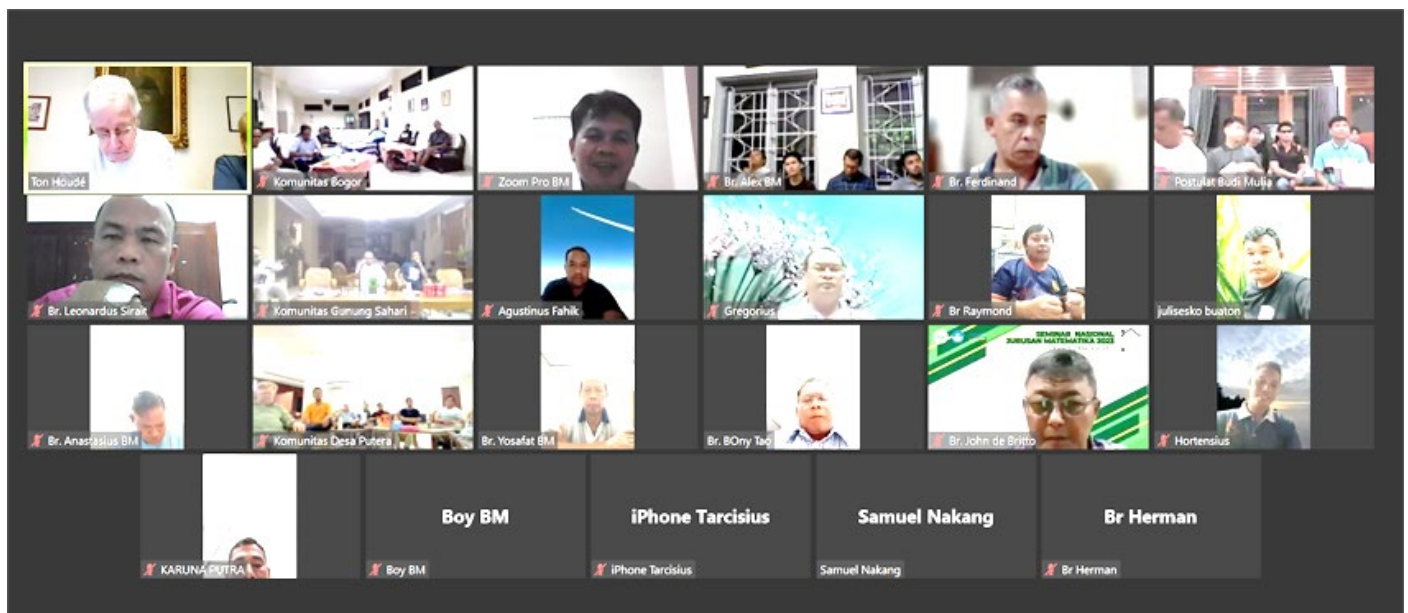 Ton Houdé
Komunitas Bogor
Zoom Pro BM
Br. Alex BM
Br. Ferdinand
Postulat Budi Mulia
Br. Leonardus Sirait
Komunitas Gunung Sahari
Agustinus Fahik
Gregorius
Br Raymond
julisesko buaton
SEMINAR NASIONAL
JURUSAN MATEMATIKA 2023
Br. Anastasius BM
Komunitas Desa Putera
Br. Yosafat BM
Br. BOny Tao
Br. John de Britto
Hortensius
Boy BM
iPhone Tarcisius
Samuel Nakang
Br Herman
KARUNA PUTRA
Boy BM
iPhone Tarcisius
Samuel Nakang
Br Herman